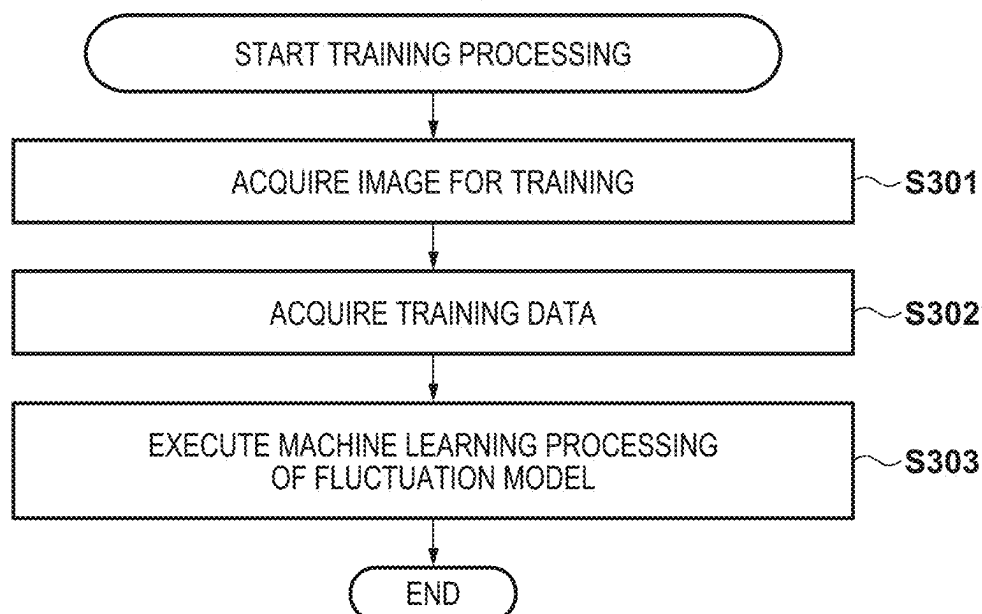 START TRAINING PROCESSING
ACQUIRE IMAGE FOR TRAINING
S301
ACQUIRE TRAINING DATA
S302
EXECUTE MACHINE LEARNING PROCESSING
OF FLUCTUATION MODEL
S303
END